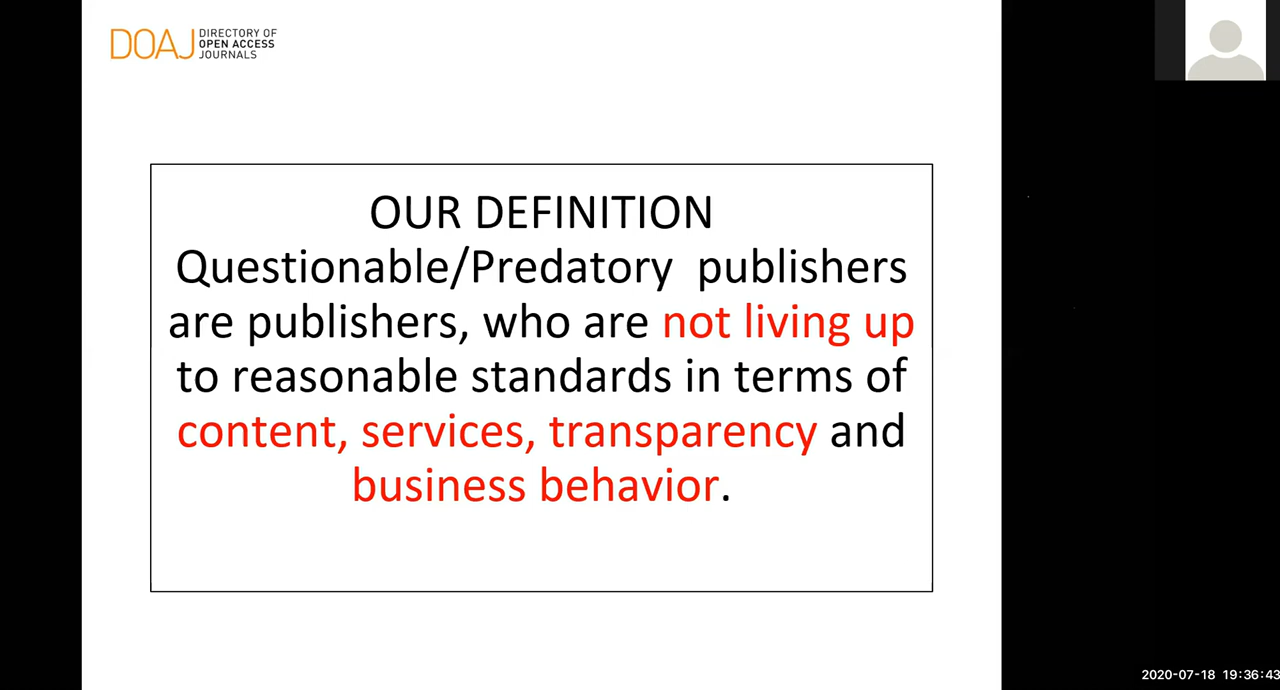 DOAJ
DIRECTORY OF
OPEN ACCESS
JOURNALS
OUR DEFINITION
Questionable/Predatory publishers
are publishers, who are not living up
to reasonable standards in terms of
content, services, transparency and
business behavior.
2020-07-18 19:36:43